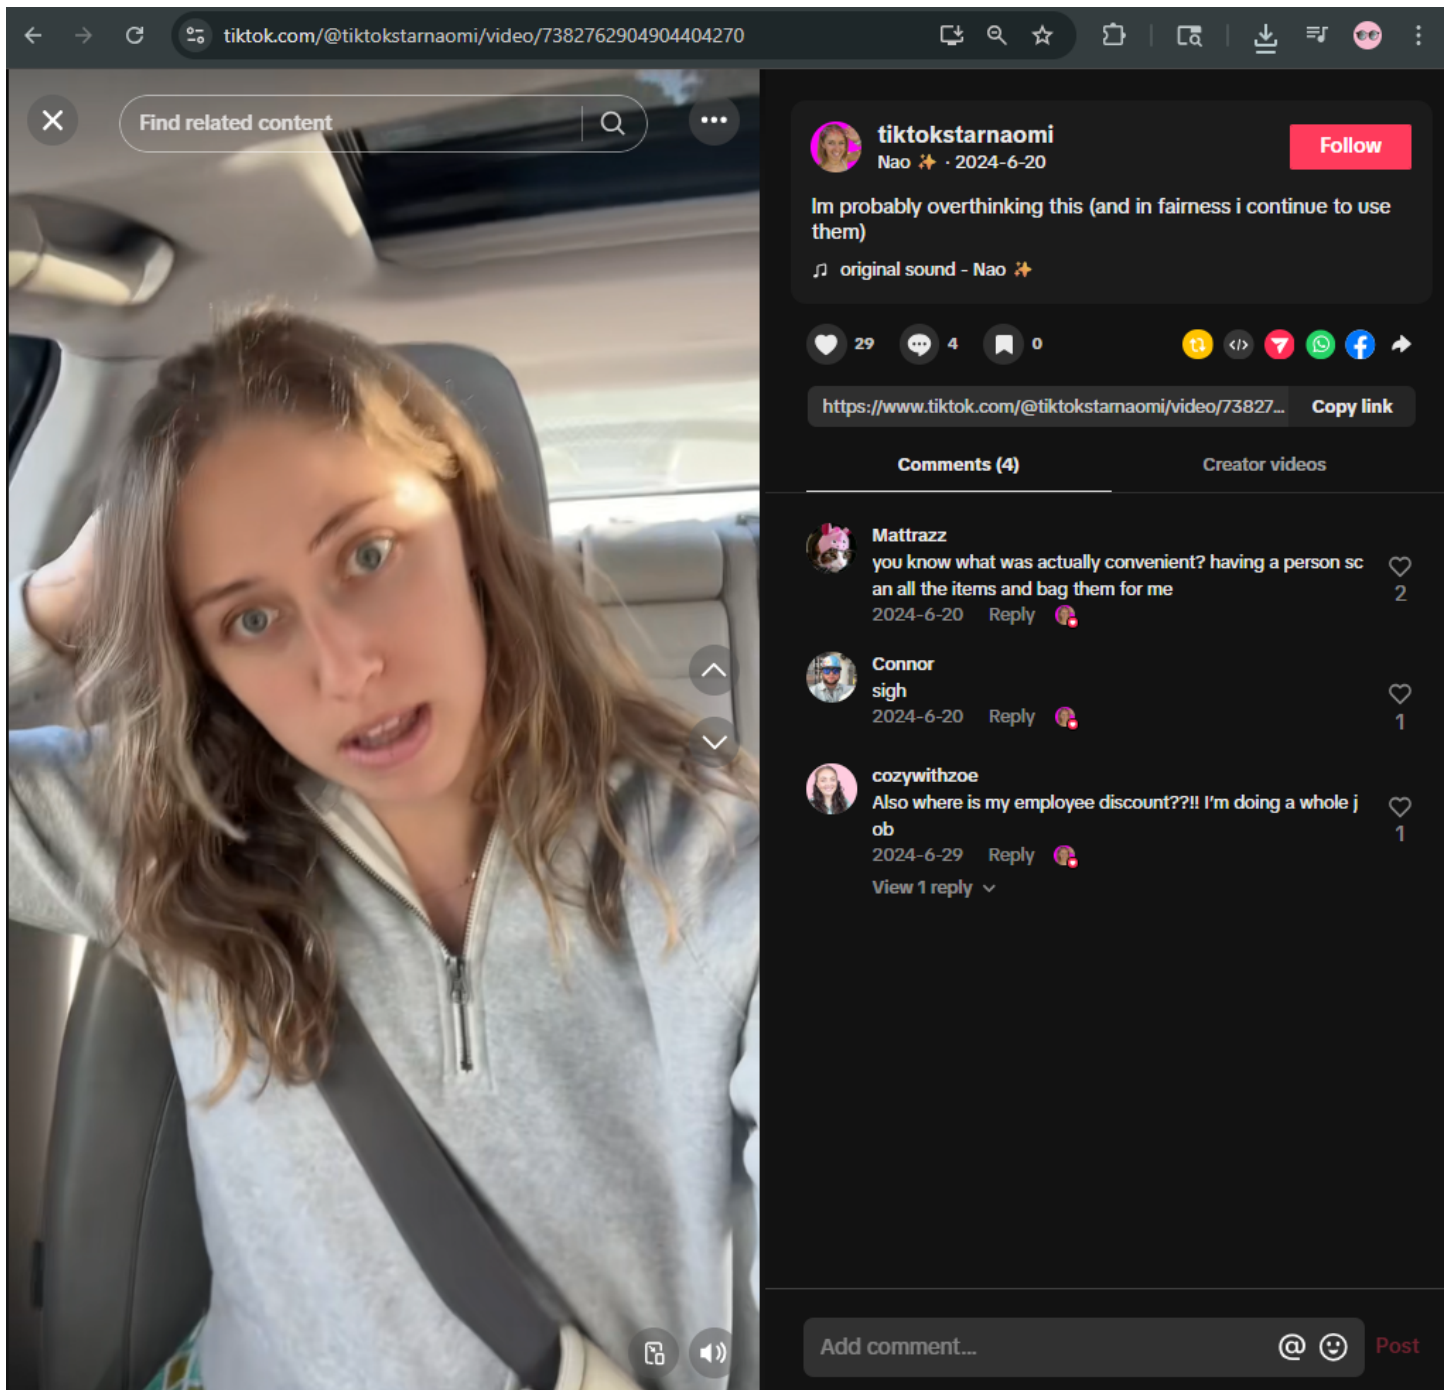 tiktok.com/@tiktokstarnaomi/video/7382762904904404270
Find related content
tiktokstarnaomi
Nao ✨ · 2024-6-20
Follow
Im probably overthinking this (and in fairness i continue to use
them)
♫ original sound - Nao ✨
29
4
0
https://www.tiktok.com/@tiktokstarnaomi/video/73827...
Copy link
Comments (4)
Creator videos
Mattrazz
you know what was actually convenient? having a person sc
an all the items and bag them for me
2
2024-6-20 Reply
Connor
sigh
1
2024-6-20 Reply
cozywithzoe
Also where is my employee discount??!! I'm doing a whole j
ob
1
2024-6-29 Reply
View 1 reply
Add comment...
Post